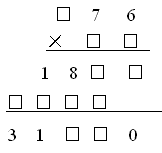 □ 7 6
× □ □
1 8 □ □
□ □ □ □
3 1 □ □ 0